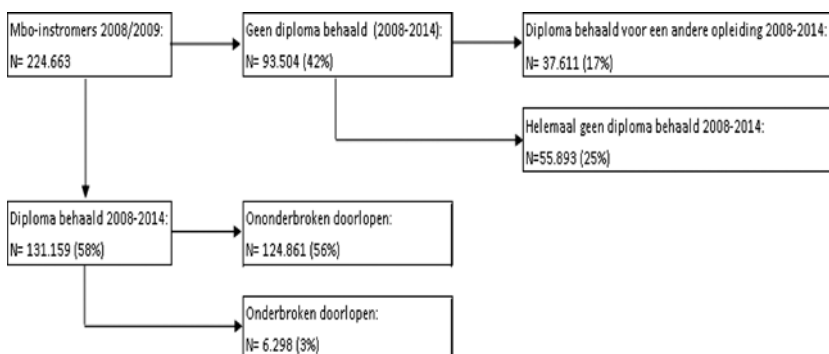 Mbo-instromers 2008/2009:
N= 224.663
Geen diploma behaald (2008-2014):
N= 93.504 (42%)
Diploma behaald voor een andere opleiding 2008-2014:
N= 37.611 (17%)
Helemaal geen diploma behaald 2008-2014:
N=55.893 (25%)
Diploma behaald 2008-2014:
N= 131.159 (58%)
Ononderbroken doorlopen:
N= 124.861 (56%)
Onderbroken doorlopen:
N= 6.298 (3%)